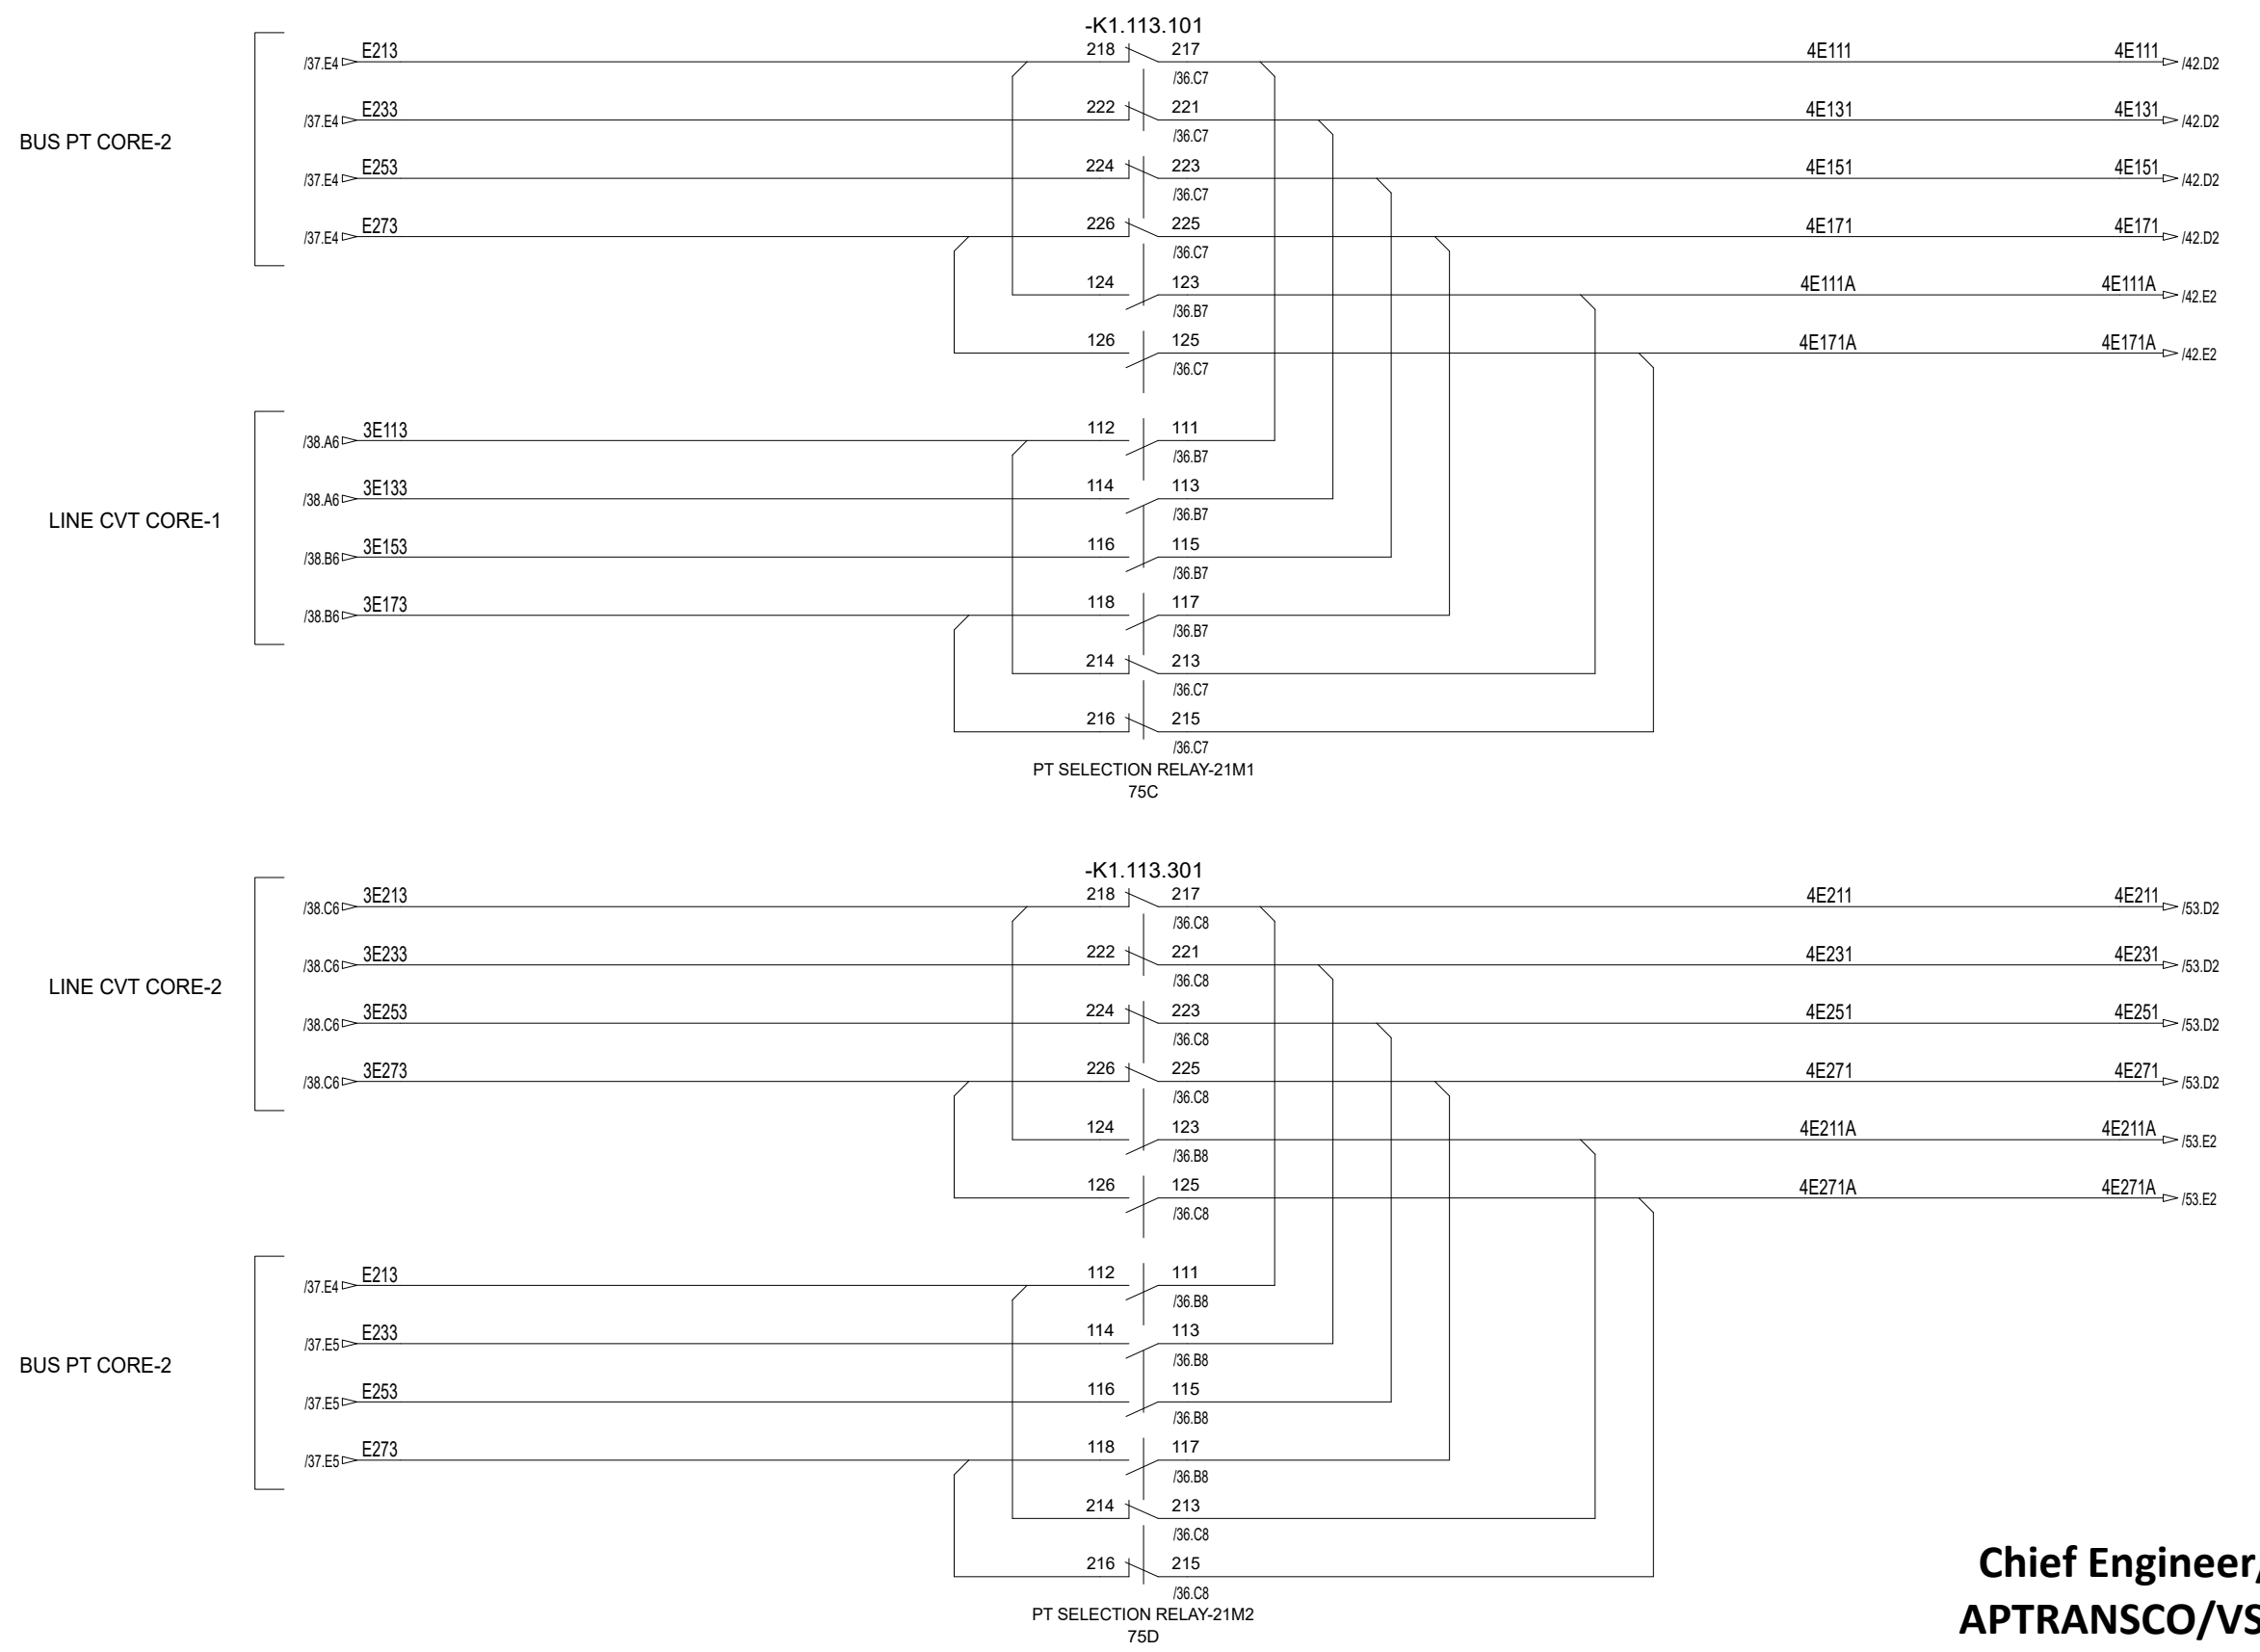 -K1.113.101
/37.E4 E213 218 217 4E111 4E111 /42.D2
/36.C7
/37.E4 E233 222 221 4E131 4E131 /42.D2
/36.C7
BUS PT CORE-2
/37.E4 E253 224 223 4E151 4E151 /42.D2
/36.C7
/37.E4 E273 226 225 4E171 4E171 /42.D2
/36.C7
124 123 4E111A 4E111A /42.E2
/36.B7
126 125 4E171A 4E171A /42.E2
/36.C7
/38.A6 3E113 112 111
/36.B7
/38.A6 3E133 114 113
/36.B7
LINE CVT CORE-1
/38.B6 3E153 116 115
/36.B7
/38.B6 3E173 118 117
/36.B7
214 213
/36.C7
216 215
/36.C7
PT SELECTION RELAY-21M1
75C
-K1.113.301
/38.C6 3E213 218 217 4E211 4E211 /53.D2
/36.C8
/38.C6 3E233 222 221 4E231 4E231 /53.D2
/36.C8
LINE CVT CORE-2
/38.C6 3E253 224 223 4E251 4E251 /53.D2
/36.C8
/38.C6 3E273 226 225 4E271 4E271 /53.D2
/36.C8
124 123 4E211A 4E211A /53.E2
/36.B8
126 125 4E271A 4E271A /53.E2
/36.C8
/37.E4 E213 112 111
/36.B8
/37.E5 E233 114 113
/36.B8
BUS PT CORE-2
/37.E5 E253 116 115
/36.B8
/37.E5 E273 118 117
/36.B8
214 213
/36.C8
216 215
/36.C8
PT SELECTION RELAY-21M2
75D
Chief Engineer/
APTRANSCO/VS